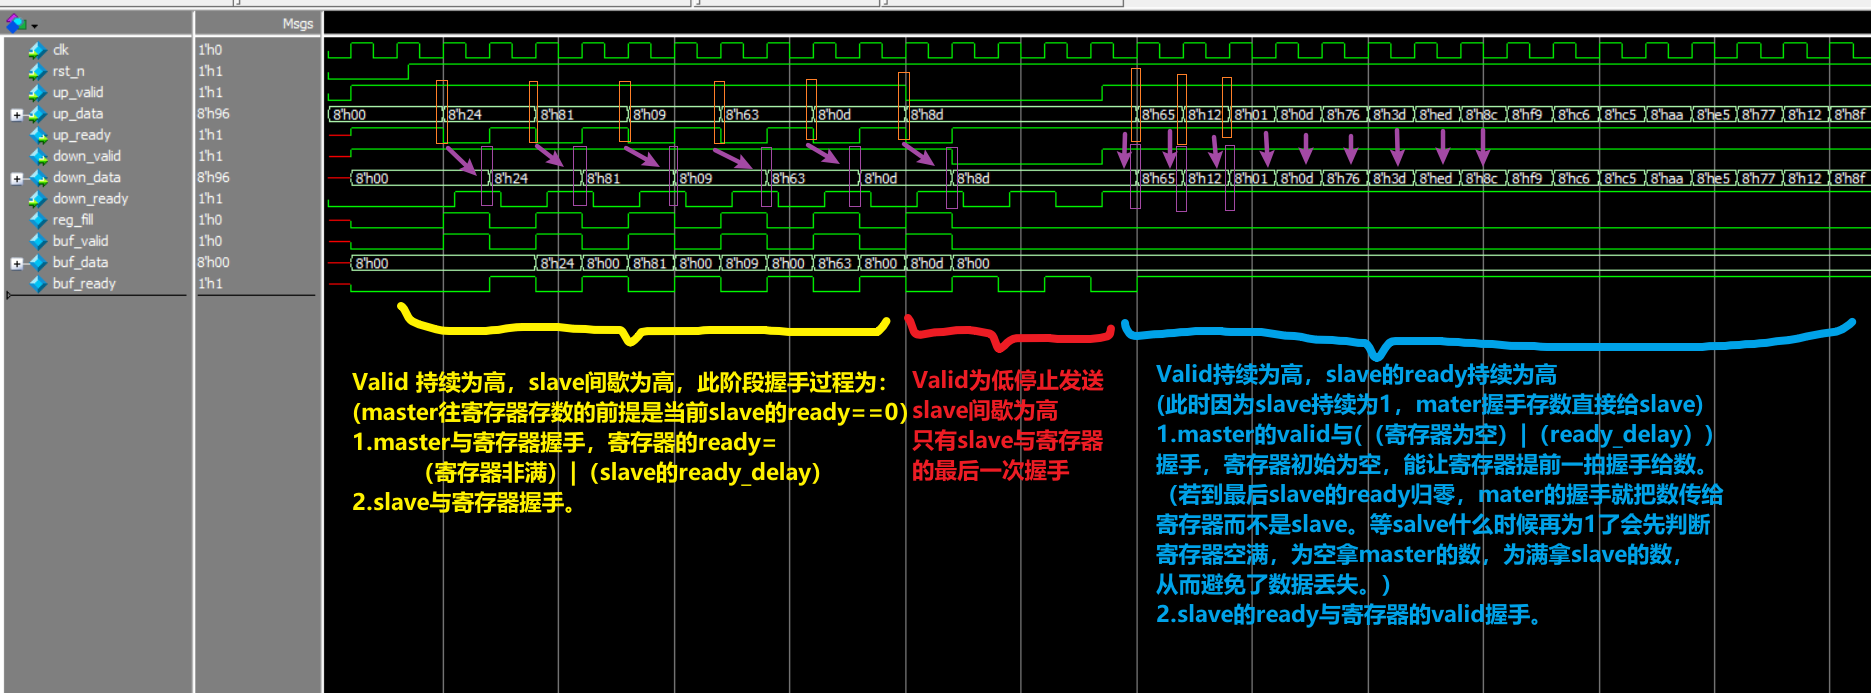 Msgs
clk 1'h0
rst_n 1'h1
up_valid 1'h1
up_data 8'h96 8'h00 8'h24 8'h81 8'h09 8'h63 8'h0d 8'h8d 8'h65 8'h12 8'h01 8'h0d 8'h76 8'h3d 8'hed 8'h8c 8'hf9 8'hc6 8'hc5 8'haa 8'he5 8'h77 8'h12 8'h8f
up_ready 1'h1
down_valid 1'h1
down_data 8'h96 8'h00 8'h24 8'h81 8'h09 8'h63 8'h0d 8'h8d 8'h65 8'h12 8'h01 8'h0d 8'h76 8'h3d 8'hed 8'h8c 8'hf9 8'hc6 8'hc5 8'haa 8'he5 8'h77 8'h12 8'h8f
down_ready 1'h1
reg_fill 1'h0
buf_valid 1'h0
buf_data 8'h00 8'h00 8'h24 8'h00 8'h81 8'h00 8'h09 8'h00 8'h63 8'h00 8'h0d 8'h00
buf_ready 1'h1
Valid 持续为高，slave间歇为高，此阶段握手过程为：
(master往寄存器存数的前提是当前slave的ready==0)
1.master与寄存器握手，寄存器的ready=
（寄存器非满）|（slave的ready_delay）
2.slave与寄存器握手。
Valid为低停止发送
slave间歇为高
只有slave与寄存器
的最后一次握手
Valid持续为高，slave的ready持续为高
(此时因为slave持续为1，mater握手存数直接给slave)
1.master的valid与(（寄存器为空）|（ready_delay）)
握手，寄存器初始为空，能让寄存器提前一拍握手给数。
（若到最后slave的ready归零，mater的握手就把数传给
寄存器而不是slave。等salve什么时候再为1了会先判断
寄存器空满，为空拿master的数，为满拿slave的数，
从而避免了数据丢失。）
2.slave的ready与寄存器的valid握手。